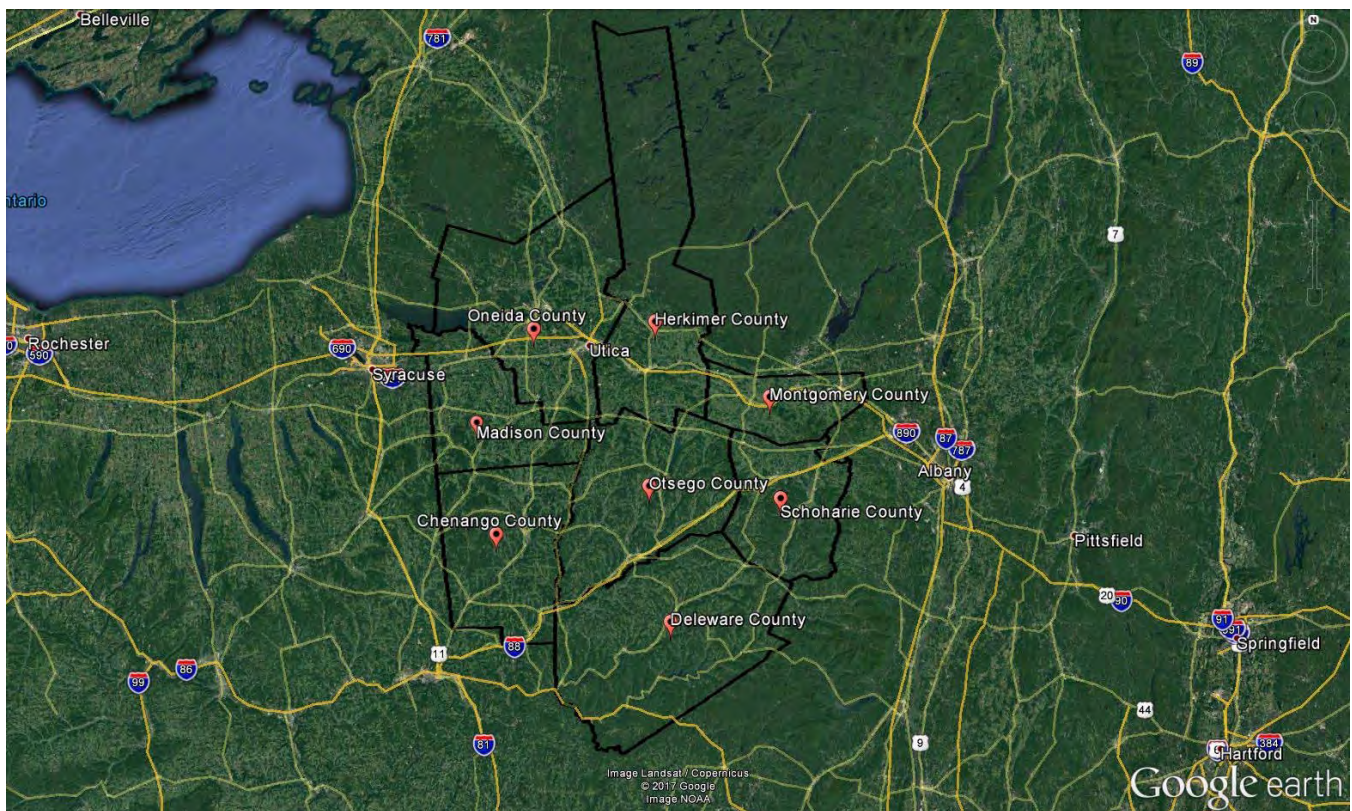 Belleville
781
N
89
ntario
7
Oneida County
Herkimer County
Rochester
590
690
Utica
Syracuse
Montgomery County
890
87
787
Madison County
Albany
4
Otsego County
Schoharie County
Chenango County
Pittsfield
20
90
Deleware County
91
391
Springfield
88
11
86
99
44
81
9
6
384
Hartford
Image Landsat / Copernicus
© 2017 Google
Image NOAA
Google earth